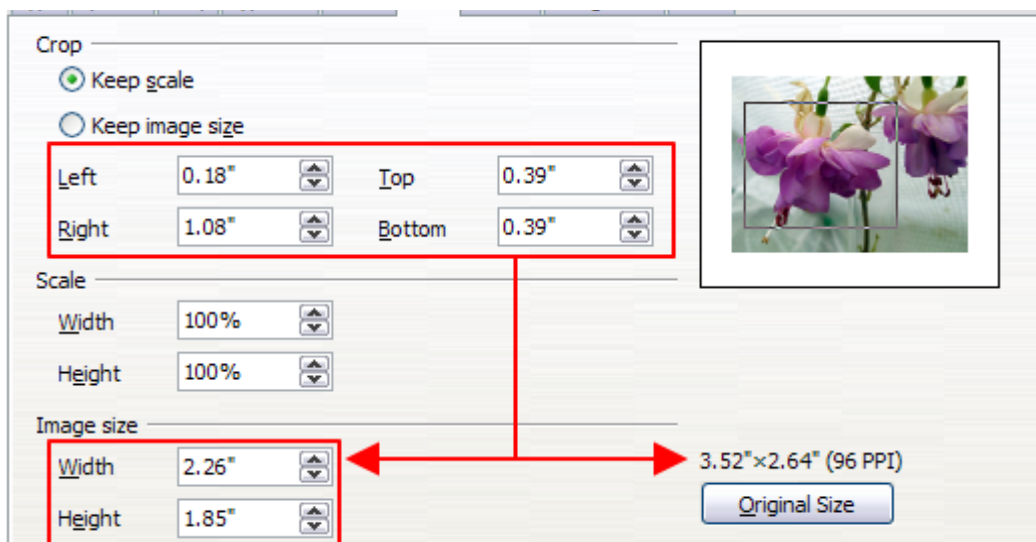 Crop
Keep scale
Keep image size
Left 0.18" Top 0.39"
Right 1.08" Bottom 0.39"
Scale
Width 100%
Height 100%
Image size
Width 2.26" 3.52"×2.64" (96 PPI)
Height 1.85" Original Size